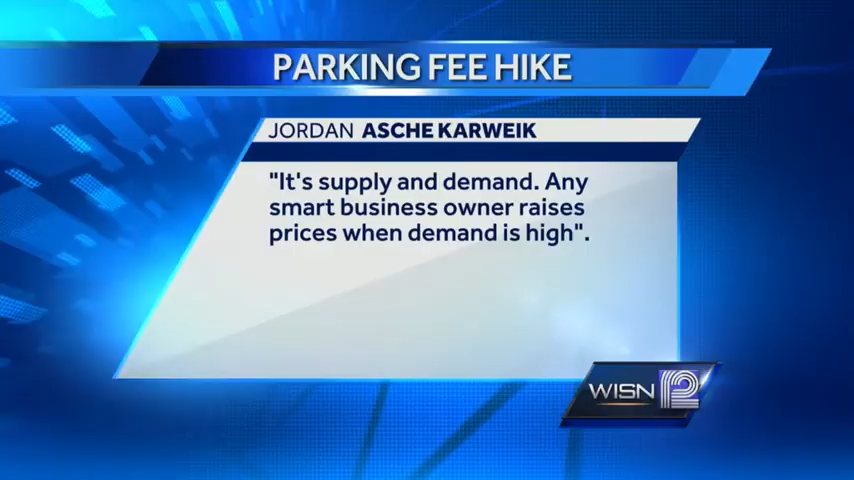 PARKING FEE HIKE
JORDAN ASCHE KARWEIK
"It's supply and demand. Any
smart business owner raises
prices when demand is high".
WISN 12